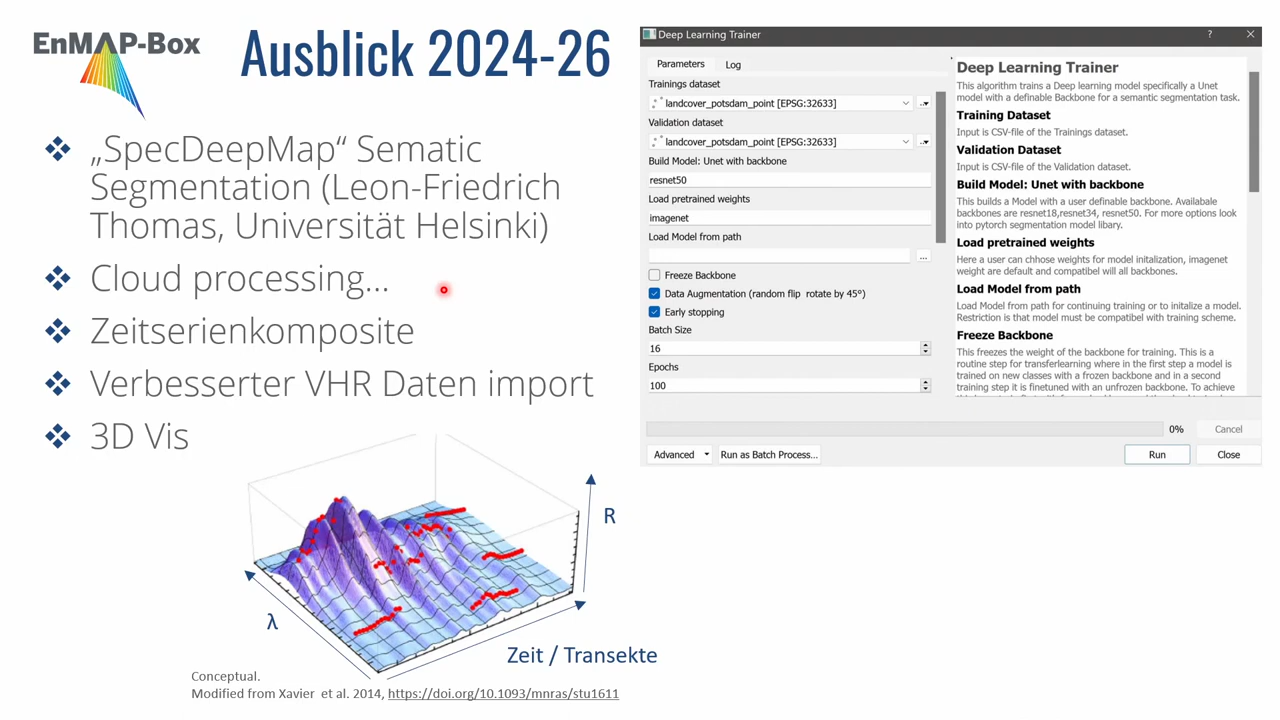 EnMAP-Box
Ausblick 2024-26
„SpecDeepMap“ Sematic
Segmentation (Leon-Friedrich
Thomas, Universität Helsinki)
Cloud processing...
Zeitserienkomposite
Verbesserter VHR Daten import
3D Vis
R
λ
Zeit / Transekte
Conceptual.
Modified from Xavier et al. 2014, https://doi.org/10.1093/mnras/stu1611
Deep Learning Trainer
?
Parameters
Log
Trainings dataset
landcover_potsdam_point [EPSG:32633]
Validation dataset
landcover_potsdam_point [EPSG:32633]
Build Model: Unet with backbone
resnet50
Load pretrained weights
imagenet
Load Model from path
...
Freeze Backbone
Data Augmentation (random flip rotate by 45°)
Early stopping
Batch Size
16
Epochs
100
Deep Learning Trainer
This algorithm trains a Deep learning model specifically a Unet
model with a definable Backbone for a semantic segmentation task.
Training Dataset
Input is CSV-file of the Trainings dataset.
Validation Dataset
Input is CSV-file of the Validation dataset.
Build Model: Unet with backbone
This builds a Model with a user definable backbone. Availabale
backbones are resnet18,resnet34, resnet50. For more options look
into pytorch segmentation model libary.
Load pretrained weights
Here a user can chhose weights for model initalization, imagenet
weight are default and compatibel will all backbones.
Load Model from path
Load Model from path for continuing training or to initalize a model.
Restriction is that model must be compatibel with training scheme.
Freeze Backbone
This freezes the weight of the backbone for training. This is a
routine step for transferlearning where in the first step a model is
trained on new classes with a frozen backbone and in a second
training step it is finetuned with an unfrozen backbone. To achieve
0%
Cancel
Advanced
Run as Batch Process...
Run
Close